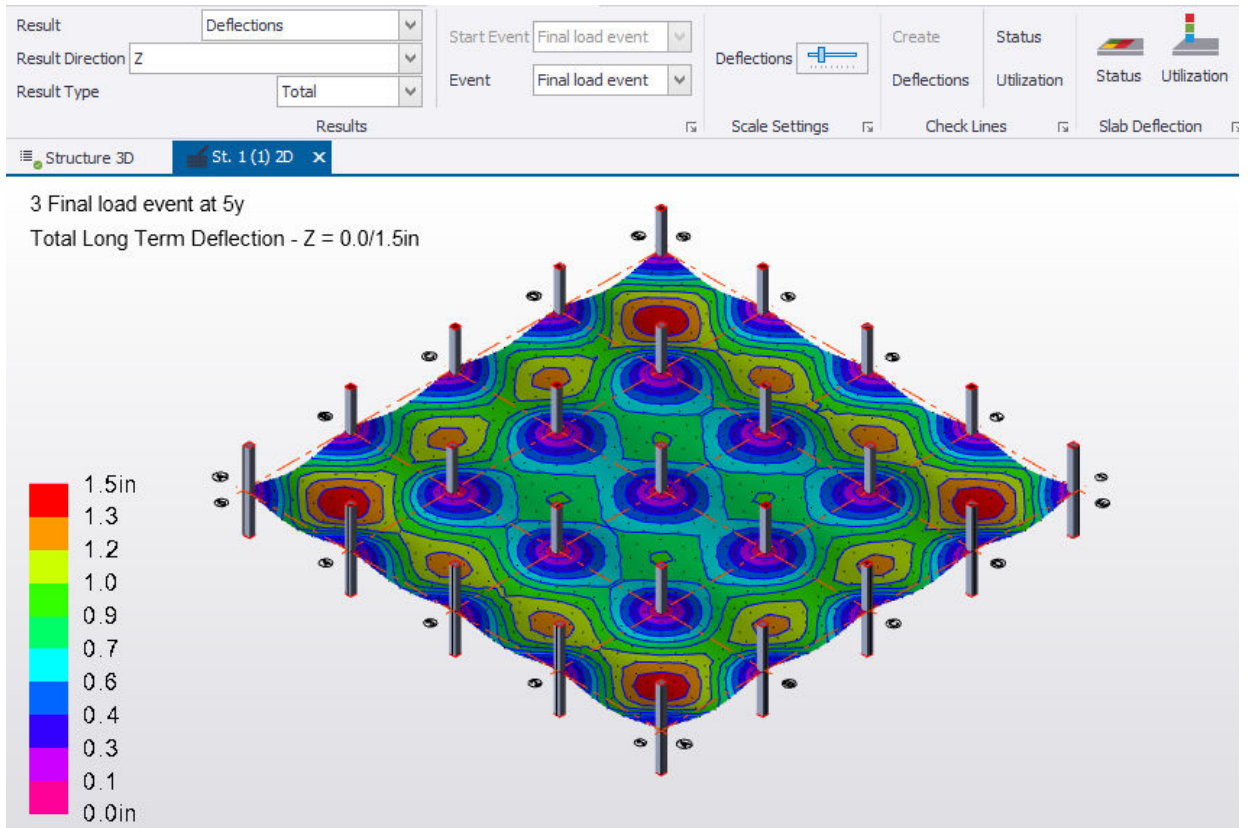 Result Deflections
Result Direction Z
Result Type Total
Results
Start Event Final load event
Event Final load event
Deflections
Scale Settings
Create Status
Deflections Utilization
Check Lines
Status Utilization
Slab Deflection
Structure 3D
St. 1 (1) 2D
3 Final load event at 5y
Total Long Term Deflection - Z = 0.0/1.5in
1.5in
1.3
1.2
1.0
0.9
0.7
0.6
0.4
0.3
0.1
0.0in